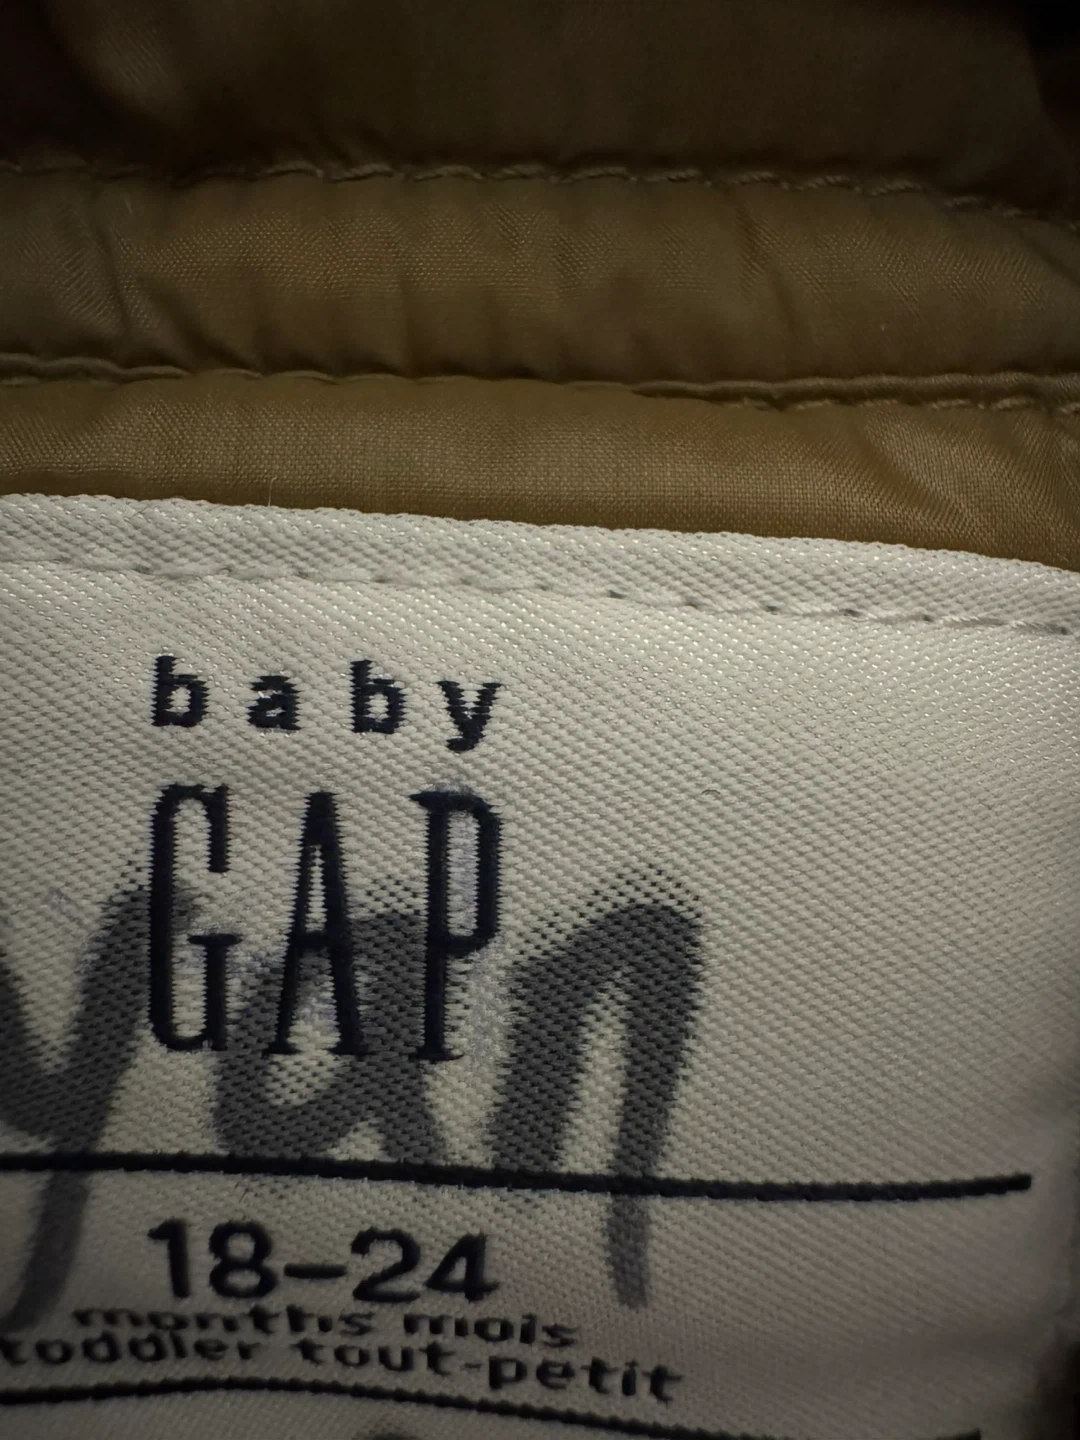 baby
GAP
18-24
months mois
toddler tout-petit